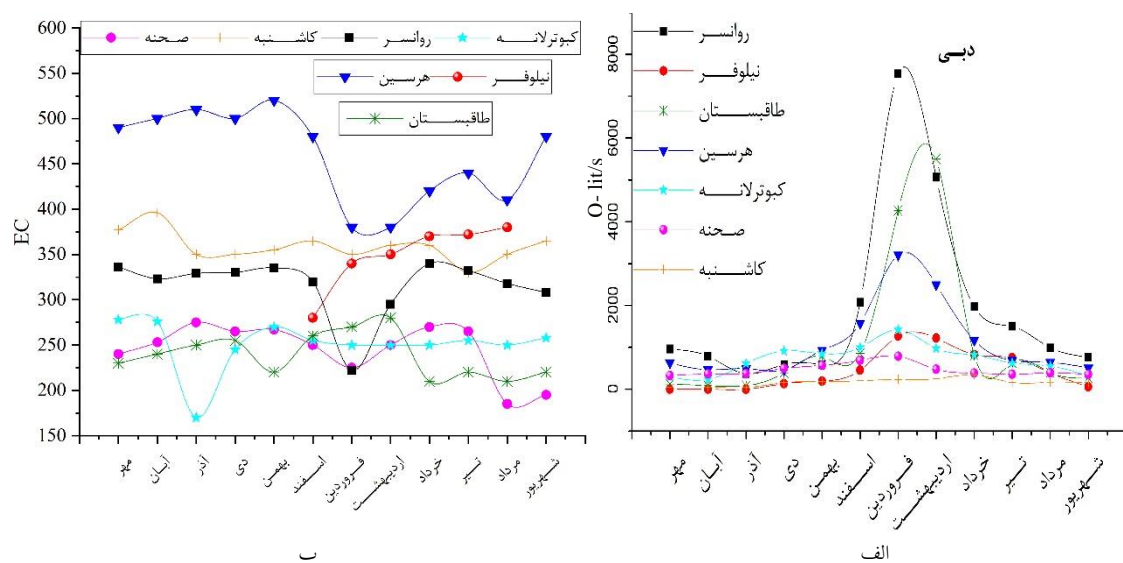 600
550
500
450
400
350
300
250
200
150
EC
صحنه
کاشنبه
روانسر
کبوترلانه
هرسین
نیلوفر
طاقبستان
مهر
آبان
آذر
دی
بهمن
اسفند
فروردین
اردیبهشت
خرداد
تیر
مرداد
شهریور
ب
دبی
روانسر
نیلوفر
طاقبستان
هرسین
کبوترلانه
صحنه
کاشنبه
8000
6000
4000
2000
0
O- lit/s
مهر
آبان
آذر
دی
بهمن
اسفند
فروردین
اردیبهشت
خرداد
تیر
مرداد
شهریور
الف